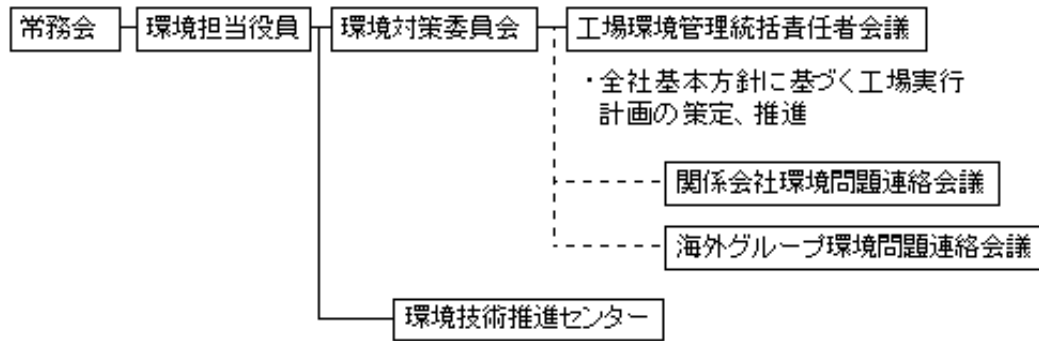 常務会
環境担当役員
環境対策委員会
工場環境管理統括責任者会議
・全社基本方針に基づく工場実行
計画の策定、推進
関係会社環境問題連絡会議
海外グループ環境問題連絡会議
環境技術推進センター